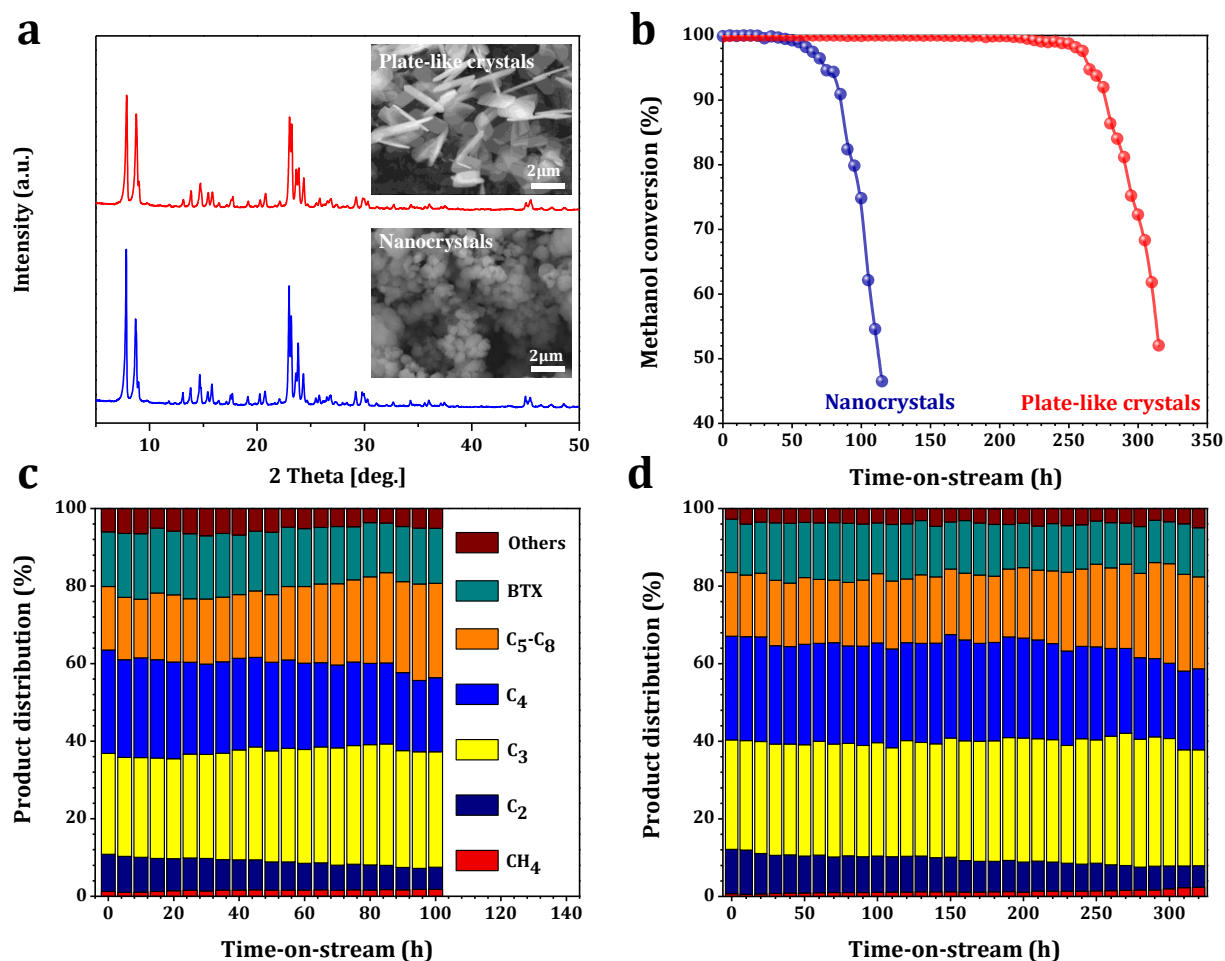 a
Intensity (a.u.)
Plate-like crystals
2μm
Nanocrystals
2μm
10 20 30 40 50
2 Theta [deg.]
b
Methanol conversion (%)
100
90
80
70
60
50
40
Nanocrystals
Plate-like crystals
0 50 100 150 200 250 300 350
Time-on-stream (h)
c
Product distribution (%)
100
80
60
40
20
0
Others
BTX
C5-C8
C4
C3
C2
CH4
0 20 40 60 80 100 120 140
Time-on-stream (h)
d
Product distribution (%)
100
80
60
40
20
0
0 50 100 150 200 250 300
Time-on-stream (h)